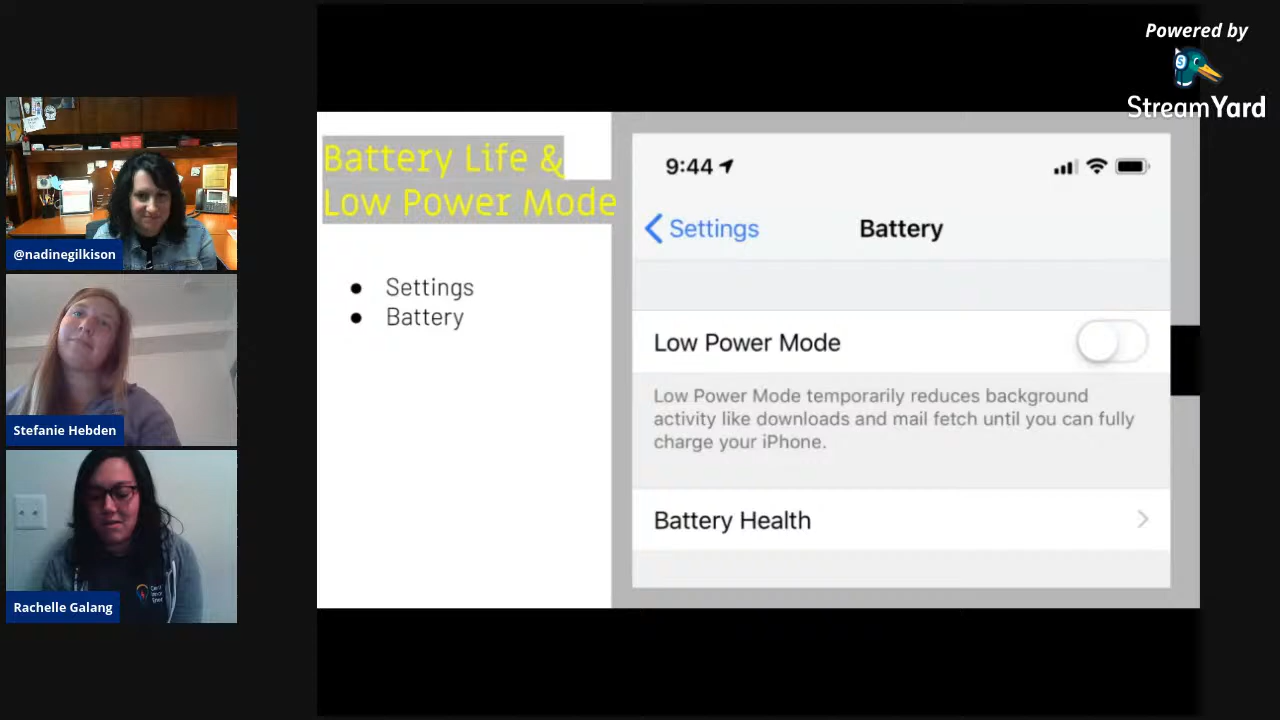 Powered by
StreamYard
@nadinegilkison
Stefanie Hebden
Rachelle Galang
Battery Life &
Low Power Mode
● Settings
● Battery
9:44
Settings
Battery
Low Power Mode
Low Power Mode temporarily reduces background
activity like downloads and mail fetch until you can fully
charge your iPhone.
Battery Health